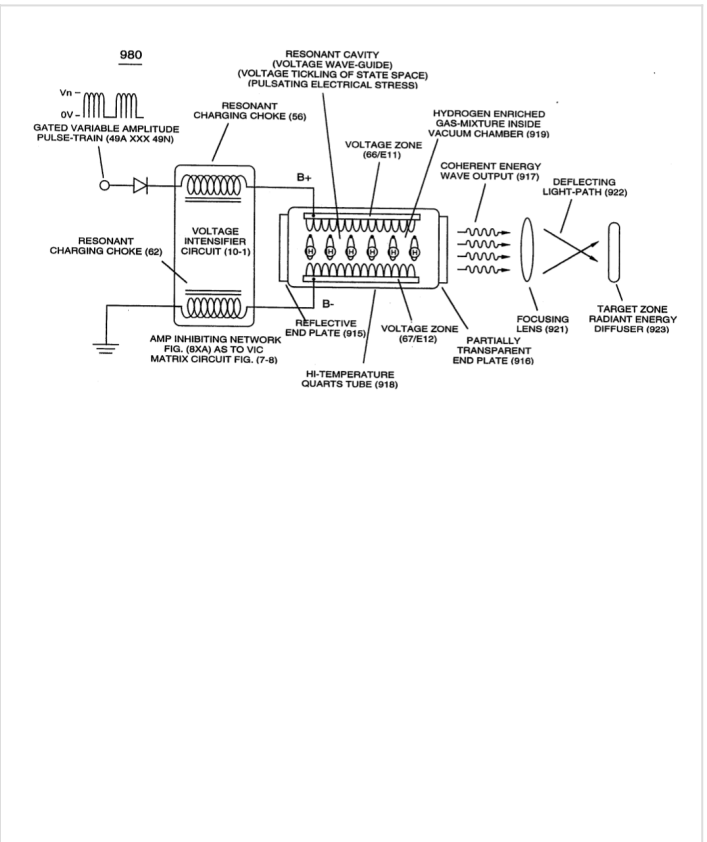 980
RESONANT CAVITY
(VOLTAGE WAVE-GUIDE)
(VOLTAGE TICKLING OF STATE SPACE)
(PULSATING ELECTRICAL STRESS)
Vn
OV
GATED VARIABLE AMPLITUDE
PULSE-TRAIN (49A XXX 49N)
RESONANT
CHARGING CHOKE (56)
VOLTAGE ZONE
(66/E11)
HYDROGEN ENRICHED
GAS-MIXTURE INSIDE
VACUUM CHAMBER (919)
COHERENT ENERGY
WAVE OUTPUT (917)
DEFLECTING
LIGHT-PATH (922)
B+
RESONANT
CHARGING CHOKE (62)
VOLTAGE
INTENSIFIER
CIRCUIT (10-1)
H H H H H H
B-
AMP INHIBITING NETWORK
FIG. (8XA) AS TO VIC
MATRIX CIRCUIT FIG. (7-8)
REFLECTIVE
END PLATE (915)
VOLTAGE ZONE
(67/E12)
HI-TEMPERATURE
QUARTS TUBE (918)
PARTIALLY
TRANSPARENT
END PLATE (916)
FOCUSING
LENS (921)
TARGET ZONE
RADIANT ENERGY
DIFFUSER (923)